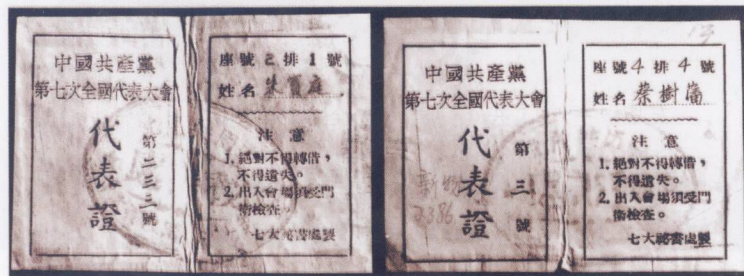 中國共產黨
第七次全國代表大會
代表證
第二三三號
座號2排1號
姓名朱寶庭
注意
1.絕對不得轉借，
不得遺失。
2.出入會場須受門
衛檢查。
七大祕書處製
中國共產黨
第七次全國代表大會
代表證
第三號
座號4排4號
姓名蔡樹藩
注意
1.絕對不得轉借，
不得遺失。
2.出入會場須受門
衛檢查。
七大祕書處製